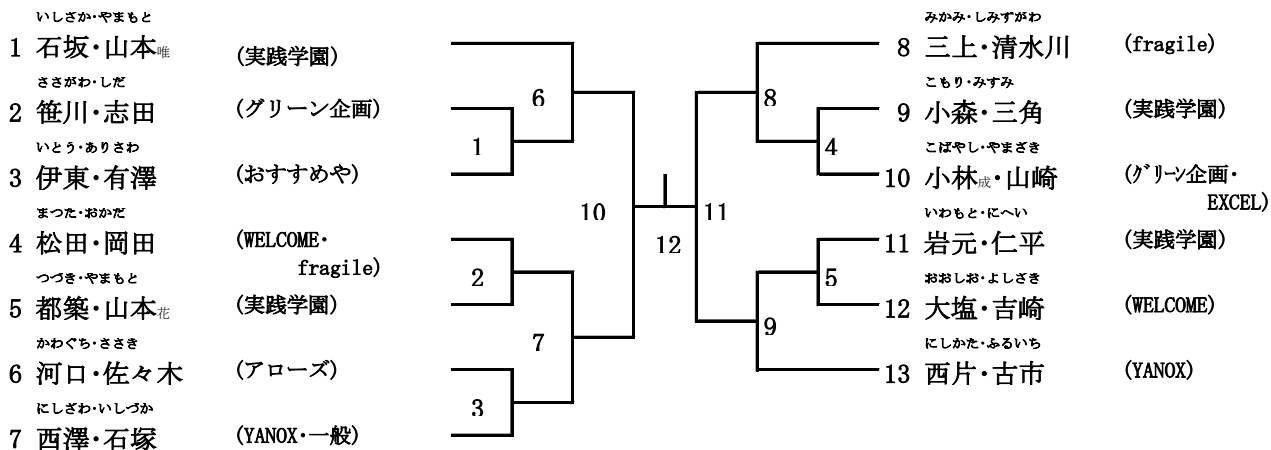 いしざか・やまもと
1 石坂・山本唯 (実践学園)
ささがわ・しだ
2 笹川・志田 (グリーン企画)
いとう・ありさわ
3 伊東・有澤 (おすすめや)
まつた・おかだ
4 松田・岡田 (WELCOME・
fragile)
つづき・やまもと
5 都築・山本花 (実践学園)
かわぐち・ささき
6 河口・佐々木 (アローズ)
にしざわ・いしづか
7 西澤・石塚 (YANOX・一般)
6
1
10
2
7
3
12
11
8
4
5
9
みかみ・しみずがわ
8 三上・清水川 (fragile)
こもり・みすみ
9 小森・三角 (実践学園)
こばやし・やまざき
10 小林成・山崎 (グリーン企画・
EXCEL)
いわもと・にへい
11 岩元・仁平 (実践学園)
おおしお・よしざき
12 大塩・吉崎 (WELCOME)
にしかた・ふるいち
13 西片・古市 (YANOX)